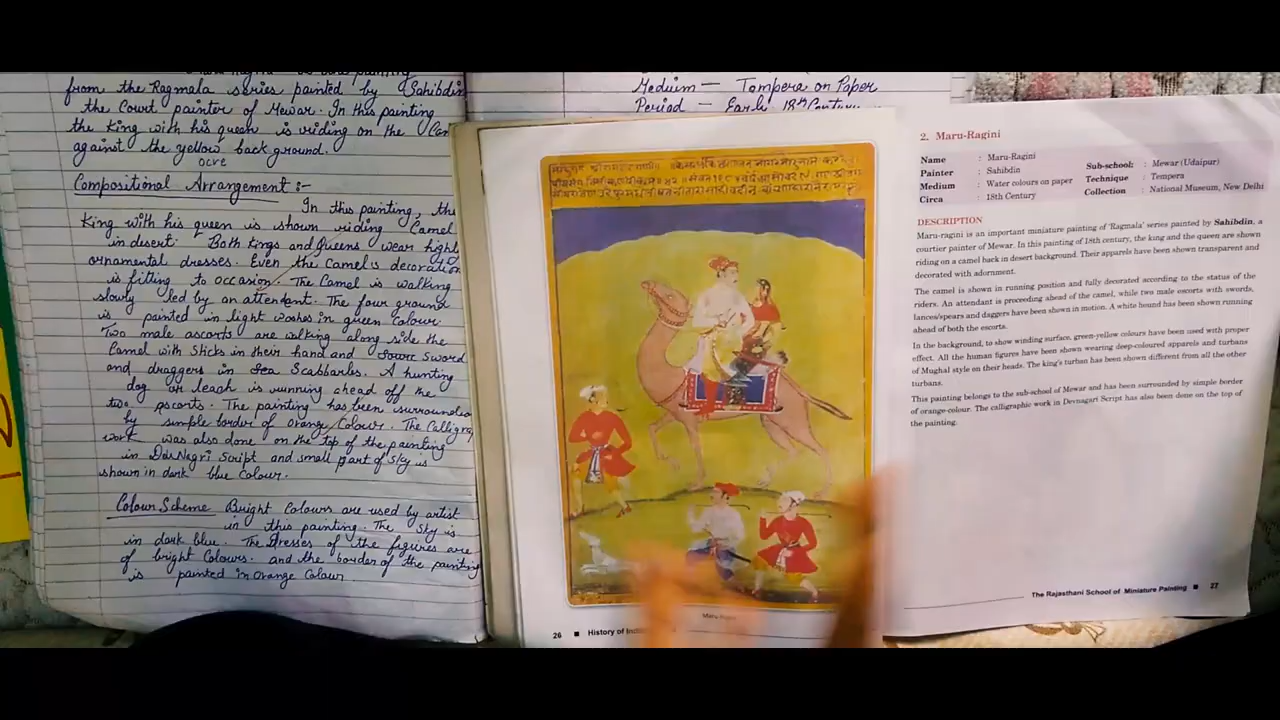 from the Ragmala series painted by Sahibdin
the Court painter of Mewar. In this painting
the King with his queen is riding on the Cam
against the yellow background.
ocre
Compositional Arrangement :-
In this painting, the
King with his queen is shown riding Camel
in desert. Both Kings and Queens wear highly
ornamental dresses. Even the Camel's decoration
is fitting to occasion. The Camel is walking
slowly led by an attendant. The four ground
is painted in light washes in green Colour.
Two male ascorts are walking along side the
Camel with Sticks in their hand and Sword
and draggers in Scabbarles. A hunting
dog or leach is running ahead off the
two escorts. The painting has been surrounded
by simple border of orange Colour. The Calligra
work was also done on the top of the painting
in DevNagri Script and small part of Sky is
shown in dark blue Colour.
Colour Scheme Bright Colours are used by artist
in this painting. The Sky is
in dark blue. The Dresses of the figures are
of bright Colours. and the border of the painting
is painted in orange Colour
Medium — Tempera on Paper
Period — Early 18th Century
Maru-Ragini
26 ■ History of Indi
2. Maru-Ragini
Name : Maru-Ragini
Painter : Sahibdin
Medium : Water colours on paper
Circa : 18th Century
Sub-school : Mewar (Udaipur)
Technique : Tempera
Collection : National Museum, New Delhi
DESCRIPTION
Maru-ragini is an important miniature painting of 'Ragmala' series painted by Sahibdin, a
courtier painter of Mewar. In this painting of 18th century, the king and the queen are shown
riding on a camel back in desert background. Their apparels have been shown transparent and
decorated with adornment.
The camel is shown in running position and fully decorated according to the status of the
riders. An attendant is proceeding ahead of the camel, while two male escorts with swords,
lances/spears and daggers have been shown in motion. A white hound has been shown running
ahead of both the escorts.
In the background, to show winding surface, green-yellow colours have been used with proper
effect. All the human figures have been shown wearing deep-coloured apparels and turbans
of Mughal style on their heads. The king's turban has been shown different from all the other
turbans.
This painting belongs to the sub-school of Mewar and has been surrounded by simple border
of orange-colour. The calligraphic work in Devnagari Script has also been done on the top of
the painting.
The Rajasthani School of Miniature Painting ■ 27